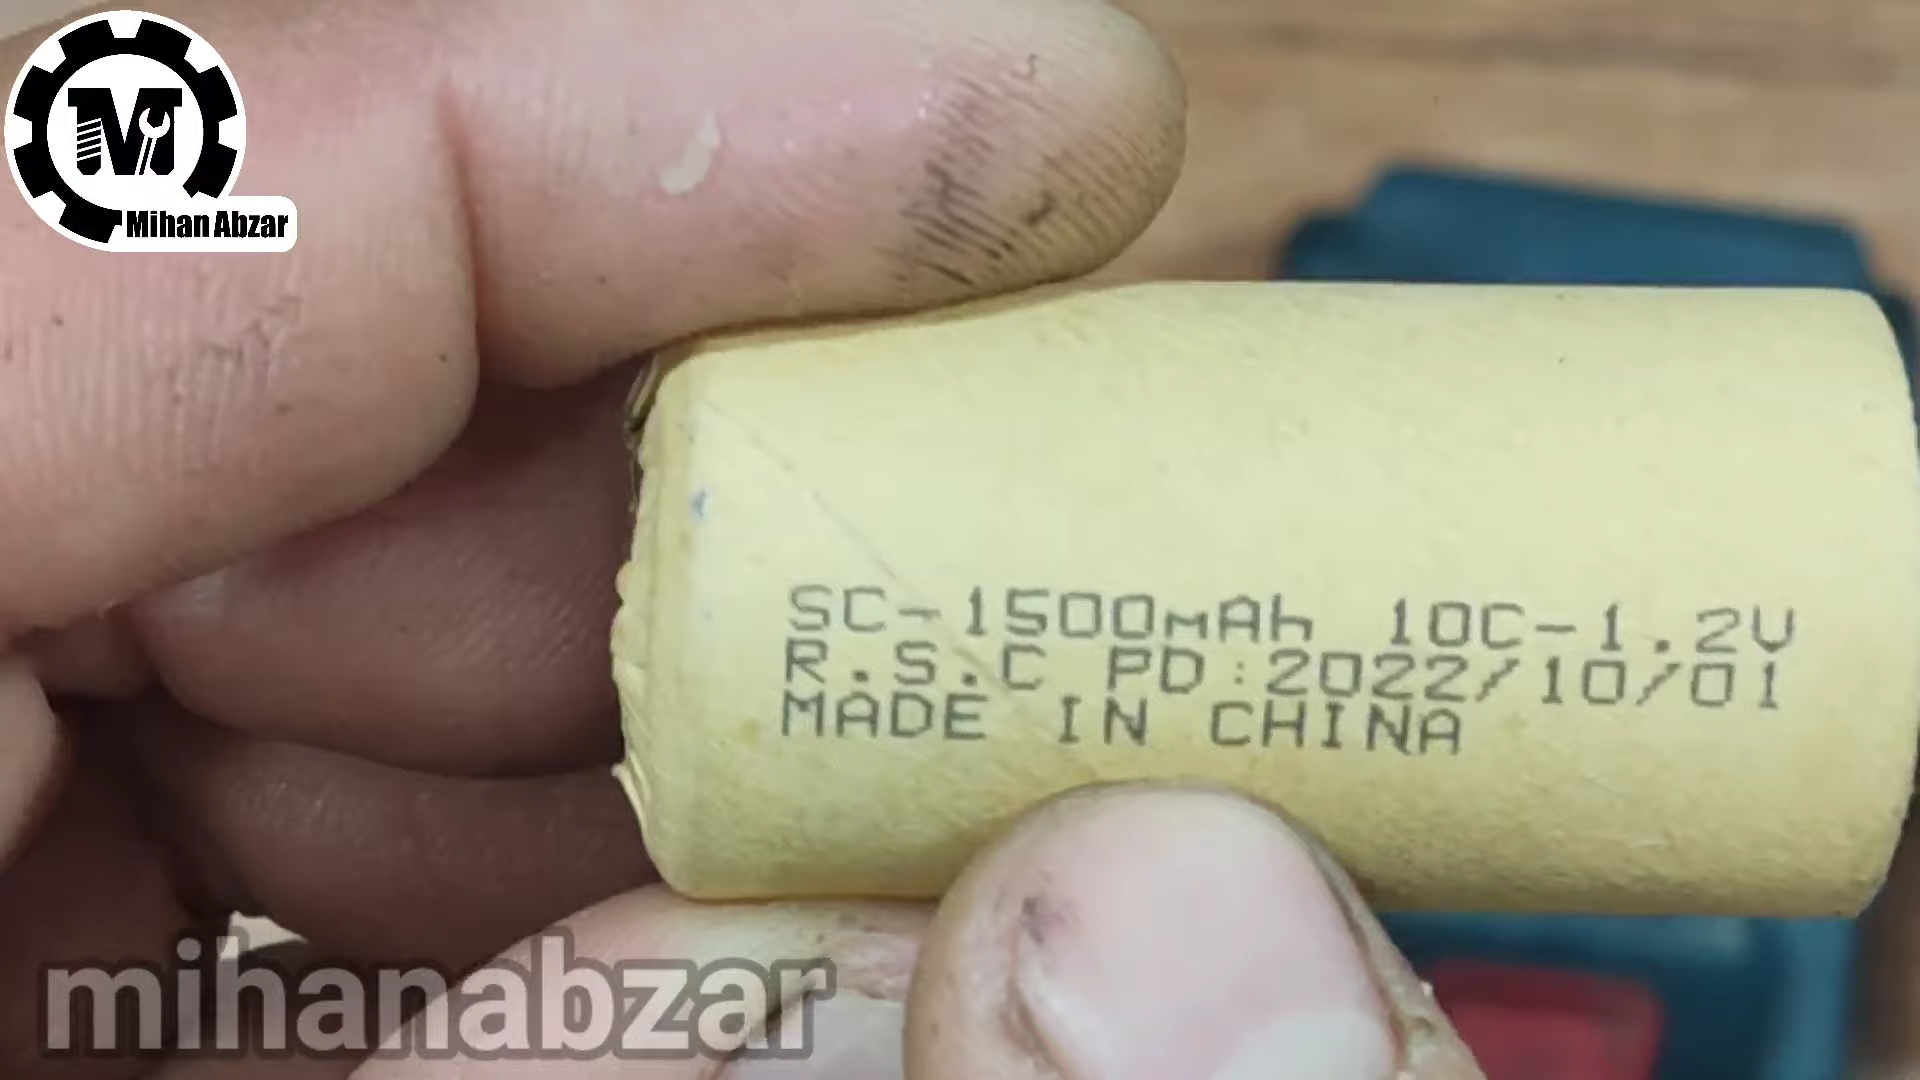 M
Mihan Abzar
SC-1500mAh 10C-1.2V
R.S.C PD:2022/10/01
MADE IN CHINA
mihanabzar